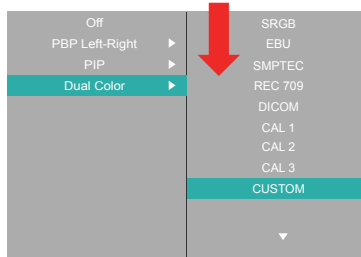 Off
PBP Left-Right
PIP
Dual Color
SRGB
EBU
SMPTEC
REC 709
DICOM
CAL 1
CAL 2
CAL 3
CUSTOM